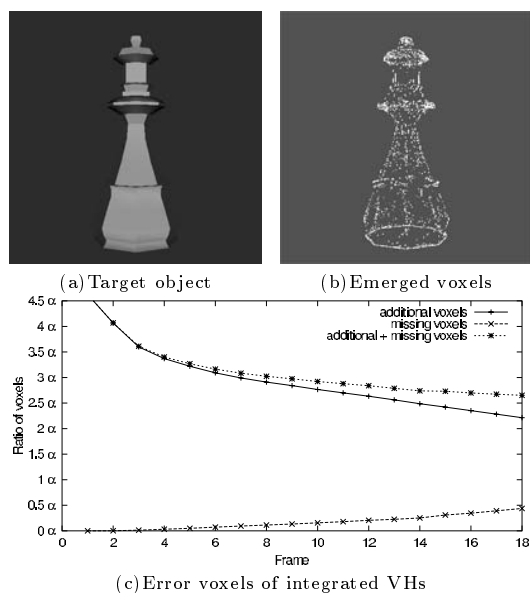 (a)Target object
(b)Emerged voxels
4.5 α
4 α
3.5 α
3 α
2.5 α
2 α
1.5 α
1 α
0.5 α
0 α
Ratio of voxels
additional voxels
missing voxels
additional + missing voxels
0 2 4 6 8 10 12 14 16 18
Frame
(c)Error voxels of integrated VHs